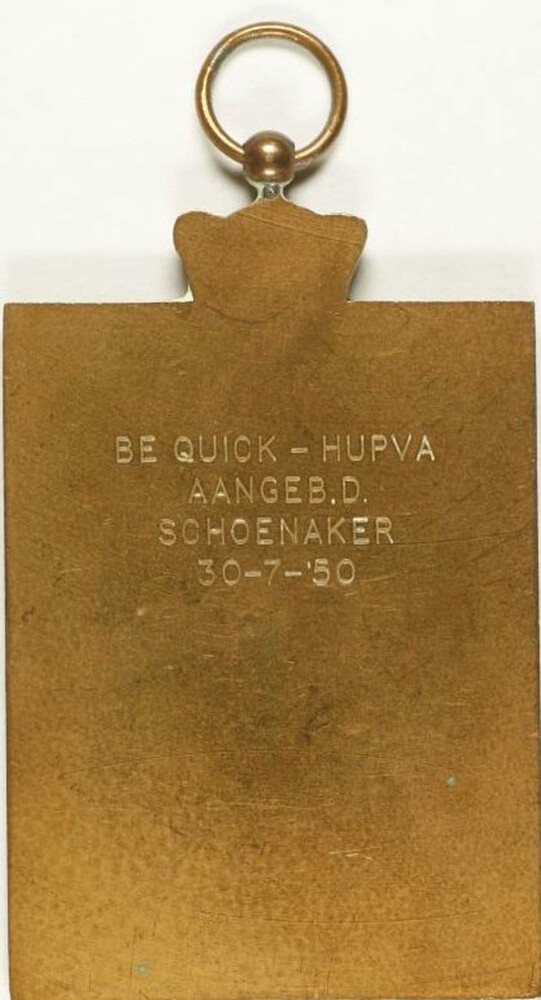 BE QUICK - HUPVA
AANGEB.D.
SCHOENAKER
30-7-'50